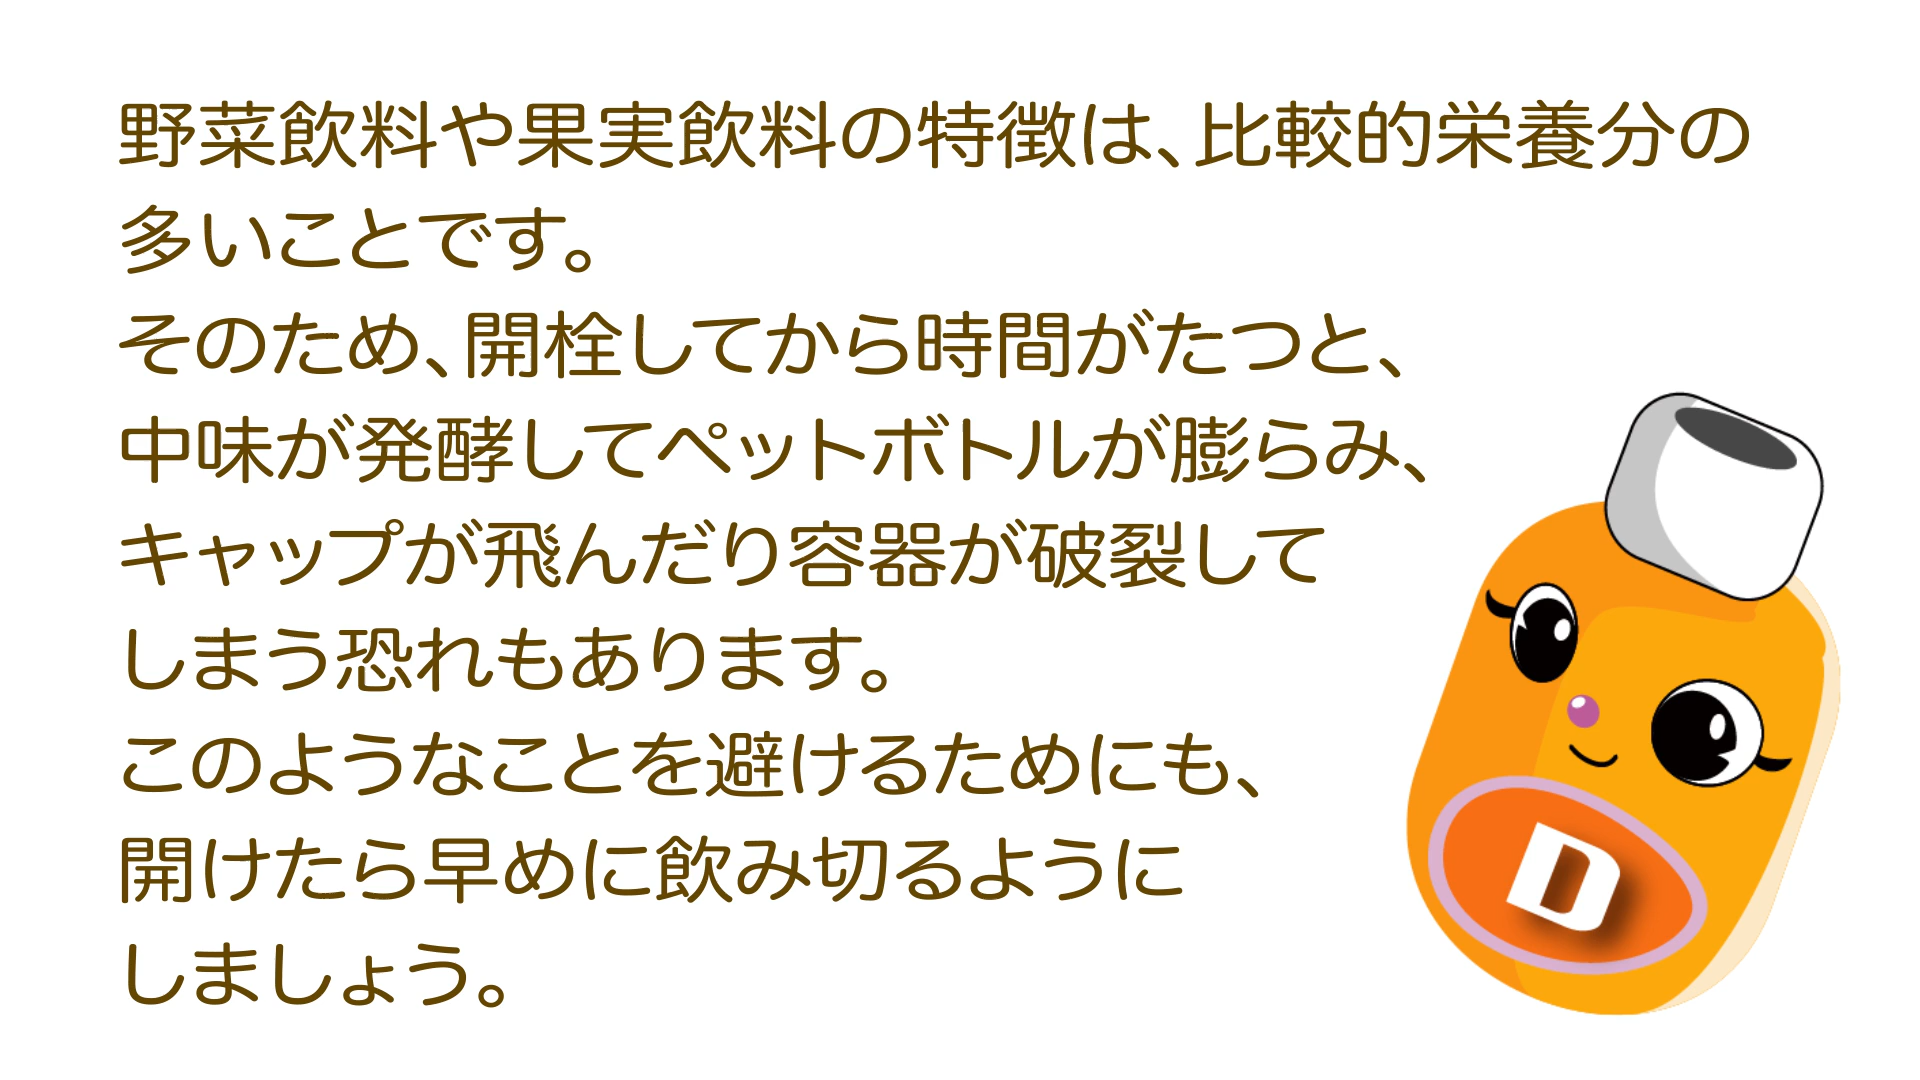 野菜飲料や果実飲料の特徴は、比較的栄養分の
多いことです。
そのため、開栓してから時間がたつと、
中味が発酵してペットボトルが膨らみ、
キャップが飛んだり容器が破裂して
しまう恐れもあります。
このようなことを避けるためにも、
開けたら早めに飲み切るように
しましょう。
D